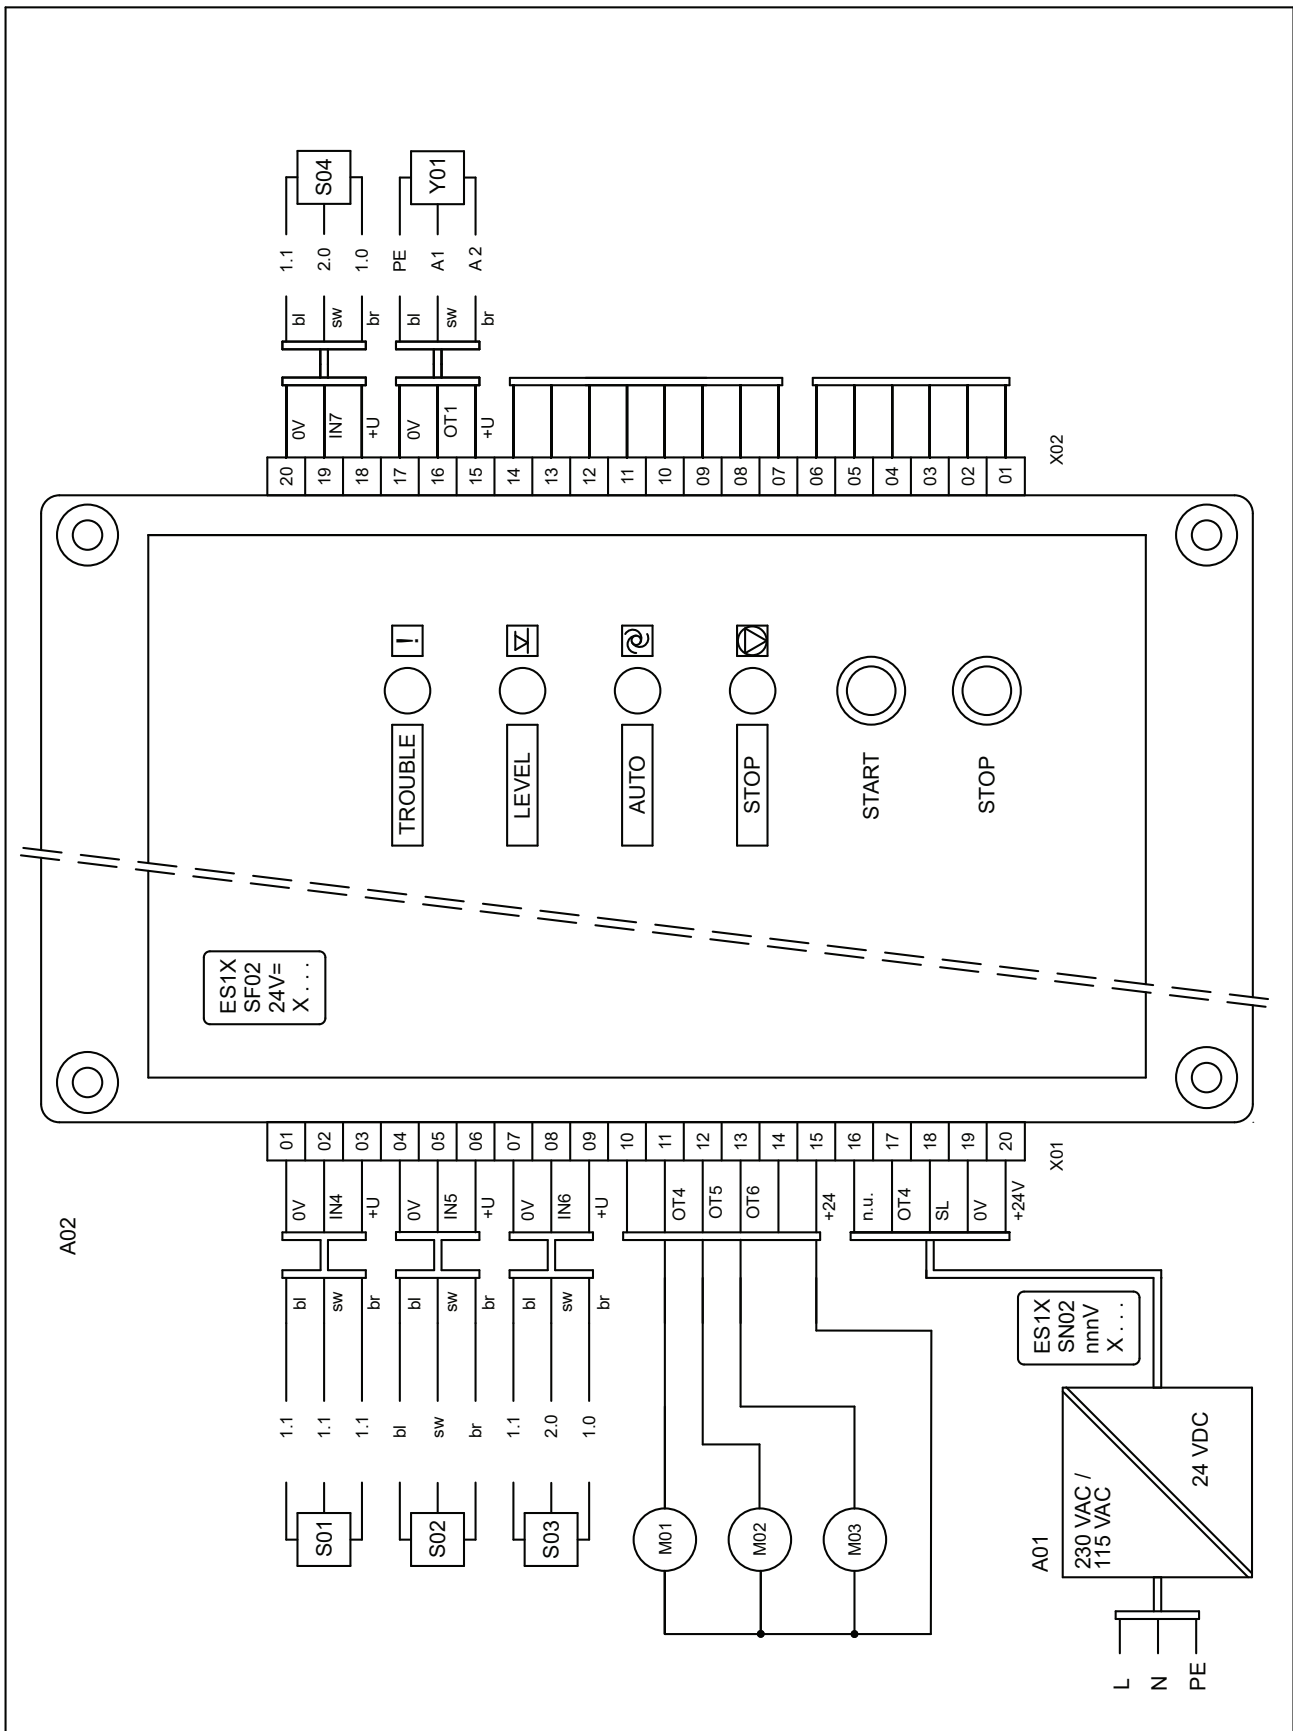 A02
S01
1.1
1.1
1.1
bl
sw
br
0V
IN4
+U
01
02
03
S02
bl
sw
br
bl
sw
br
0V
IN5
+U
04
05
06
S03
1.1
2.0
1.0
bl
sw
br
0V
IN6
+U
07
08
09
M01
M02
M03
OT4
OT5
OT6
+24
10
11
12
13
14
15
n.u.
OT4
SL
0V
+24V
16
17
18
19
20
X01
ES1X
SN02
nnnV
X . . .
A01
230 VAC /
115 VAC
24 VDC
L
N
PE
ES1X
SF02
24V=
X . . .
TROUBLE
!
LEVEL
AUTO
STOP
START
STOP
20
19
18
0V
IN7
+U
bl
sw
br
1.1
2.0
1.0
S04
17
16
15
0V
OT1
+U
bl
sw
br
PE
A1
A2
Y01
14
13
12
11
10
09
08
07
06
05
04
03
02
01
X02